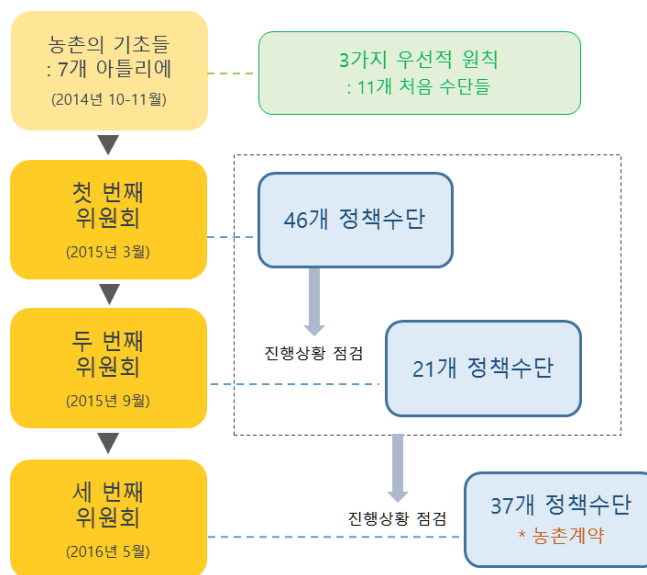 농촌의 기초들
: 7개 아틀리에
(2014년 10-11월)
3가지 우선적 원칙
: 11개 처음 수단들
첫 번째
위원회
(2015년 3월)
46개 정책수단
진행상황 점검
두 번째
위원회
(2015년 9월)
21개 정책수단
세 번째
위원회
(2016년 5월)
진행상황 점검
37개 정책수단
* 농촌계약